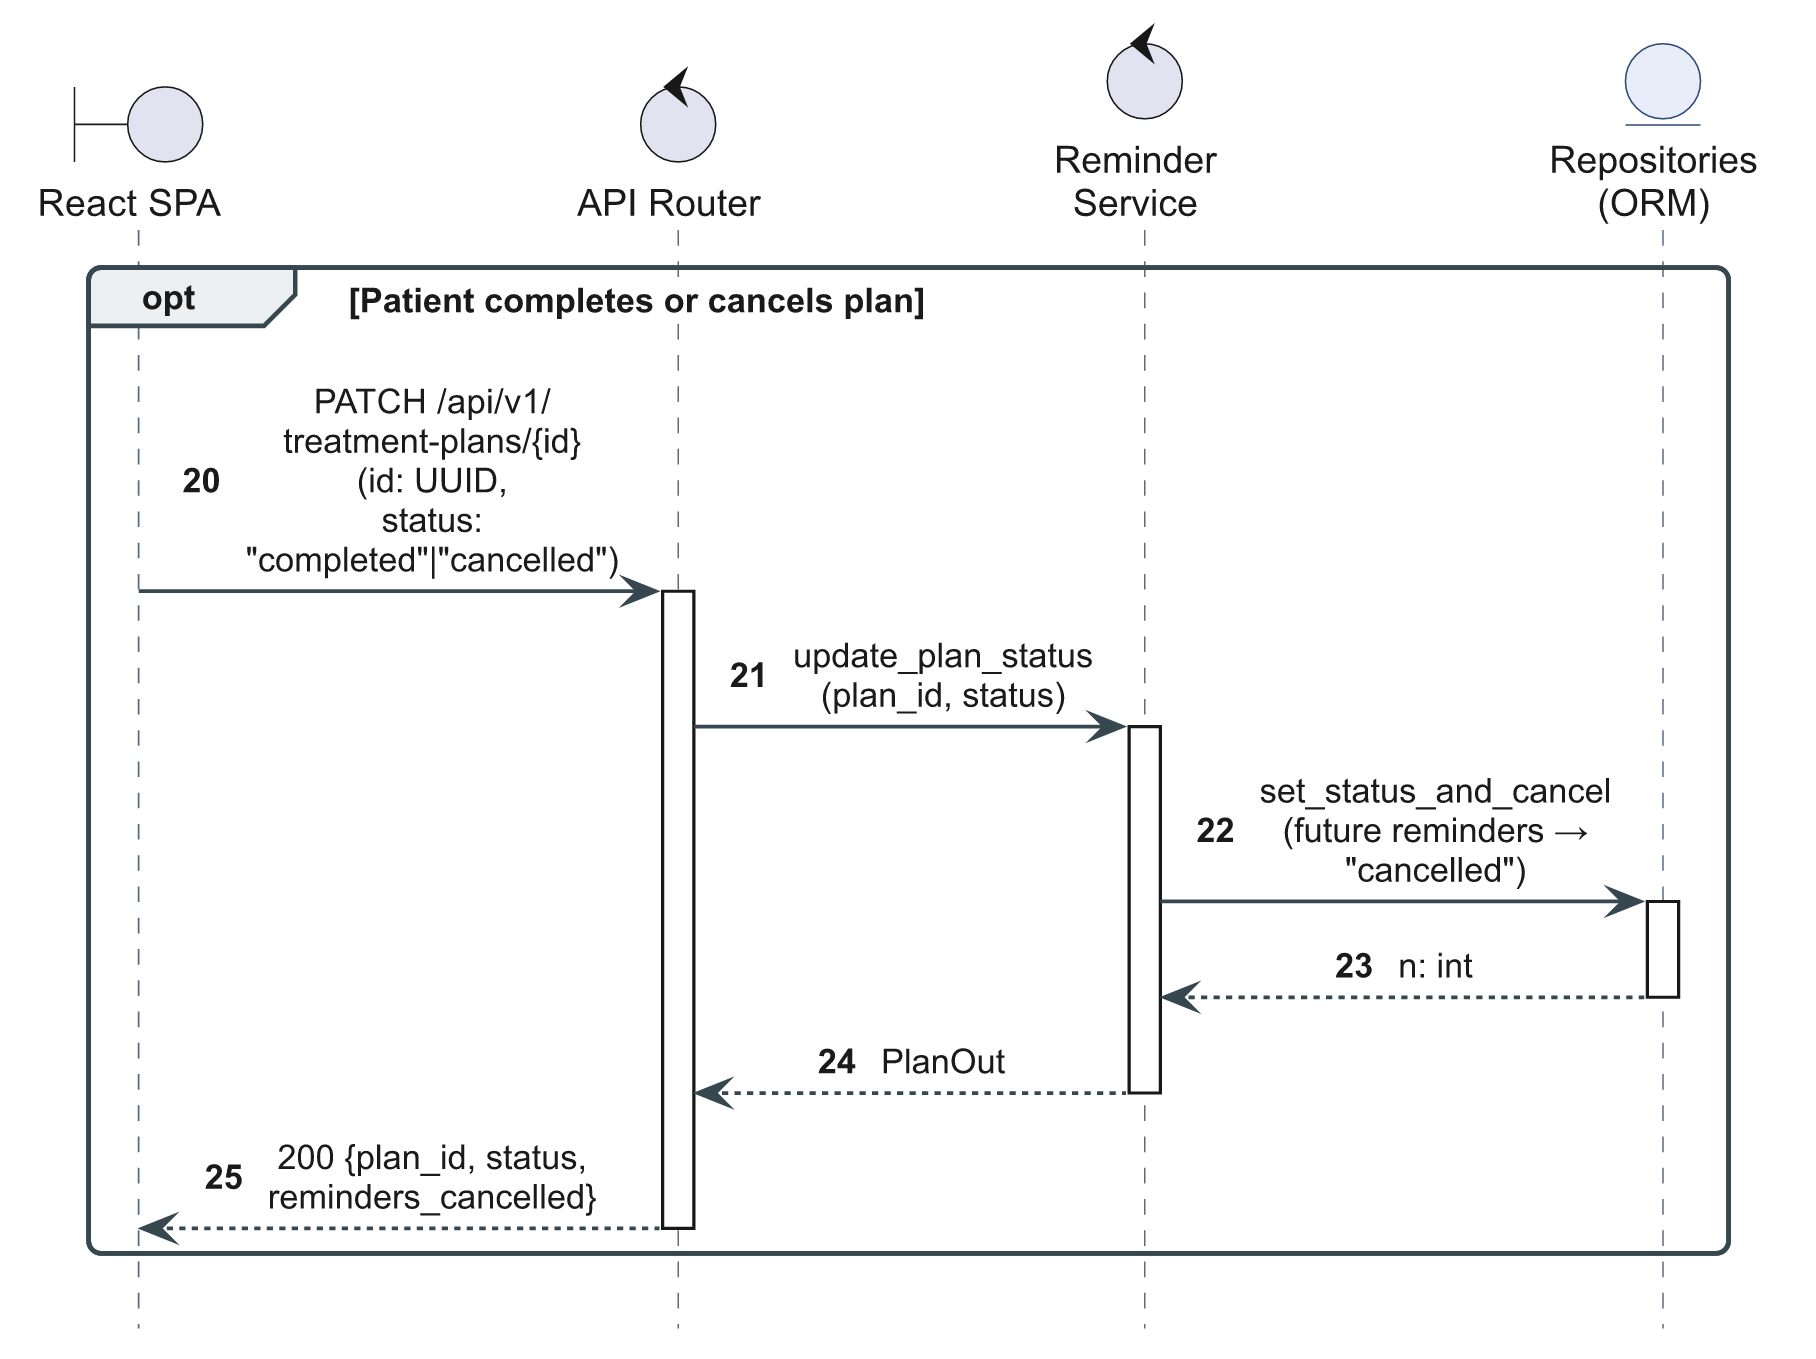 React SPA
API Router
Reminder
Service
Repositories
(ORM)
opt
[Patient completes or cancels plan]
20
PATCH /api/v1/
treatment-plans/{id}
(id: UUID,
status:
"completed"|"cancelled")
21
update_plan_status
(plan_id, status)
22
set_status_and_cancel
(future reminders →
"cancelled")
23 n: int
24 PlanOut
25
200 {plan_id, status,
reminders_cancelled}